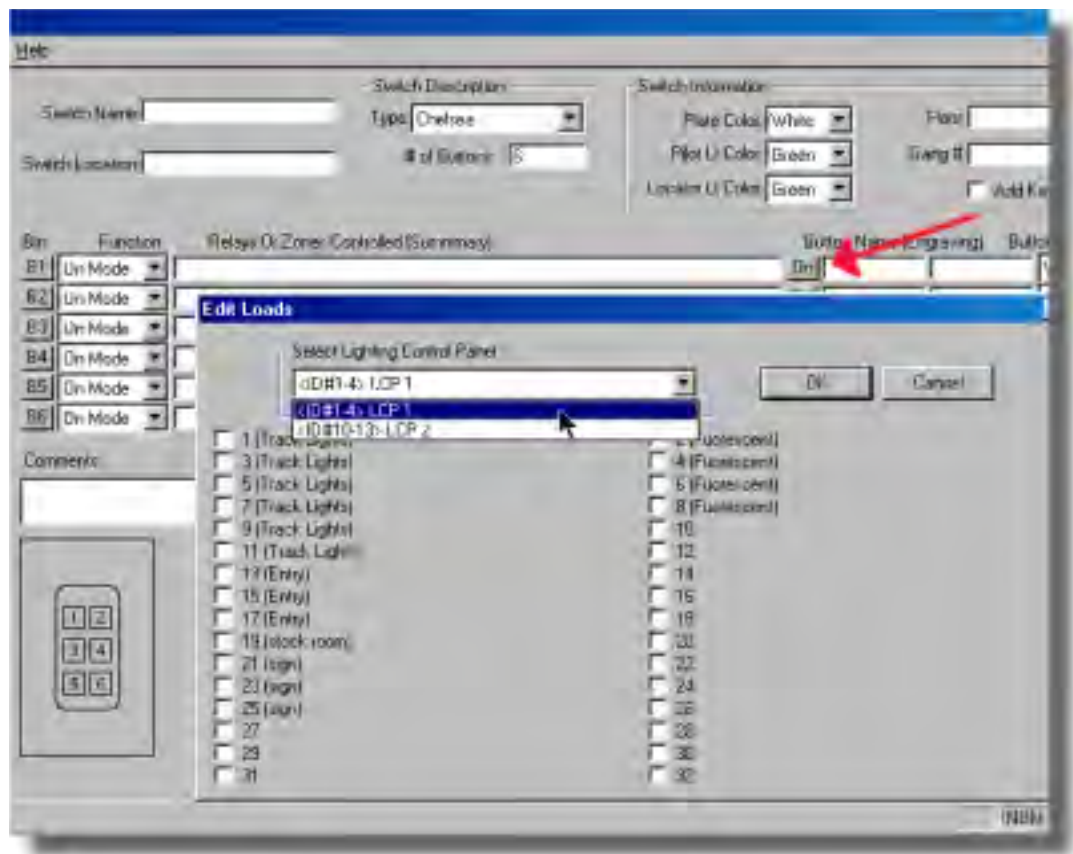 Help
Switch Description
Switch Information
Switch Name
Type Chelsea
Plate Color White
Switch Location
# of Buttons 6
Pilot Lt Color Green
Gang #
Locator Lt Color Green
Add
Btn Function Relays Or Zones Controlled (Summary) Button Name (Engraving)
B1 On Mode
B2 On Mode
Edit Loads
B3 On Mode
Select Lighting Control Panel
B4 On Mode
<ID#1-4> LCP 1 OK Cancel
B5 On Mode
<ID#1-4> LCP 1
B6 On Mode
<ID#10-13> LCP 2
1 (Track Lights)
Comments
3 (Track Lights) 4 (Fuorescent)
5 (Track Lights) 6 (Fuorescent)
7 (Track Lights) 8 (Fuorescent)
9 (Track Lights) 10
11 (Track Lights) 12
13 (Entry) 14
15 (Entry) 16
17 (Entry) 18
19 (stock room) 20
21 (sign) 22
23 (sign) 24
25 (sign) 26
27 28
29 30
31 32
1 2
3 4
5 6